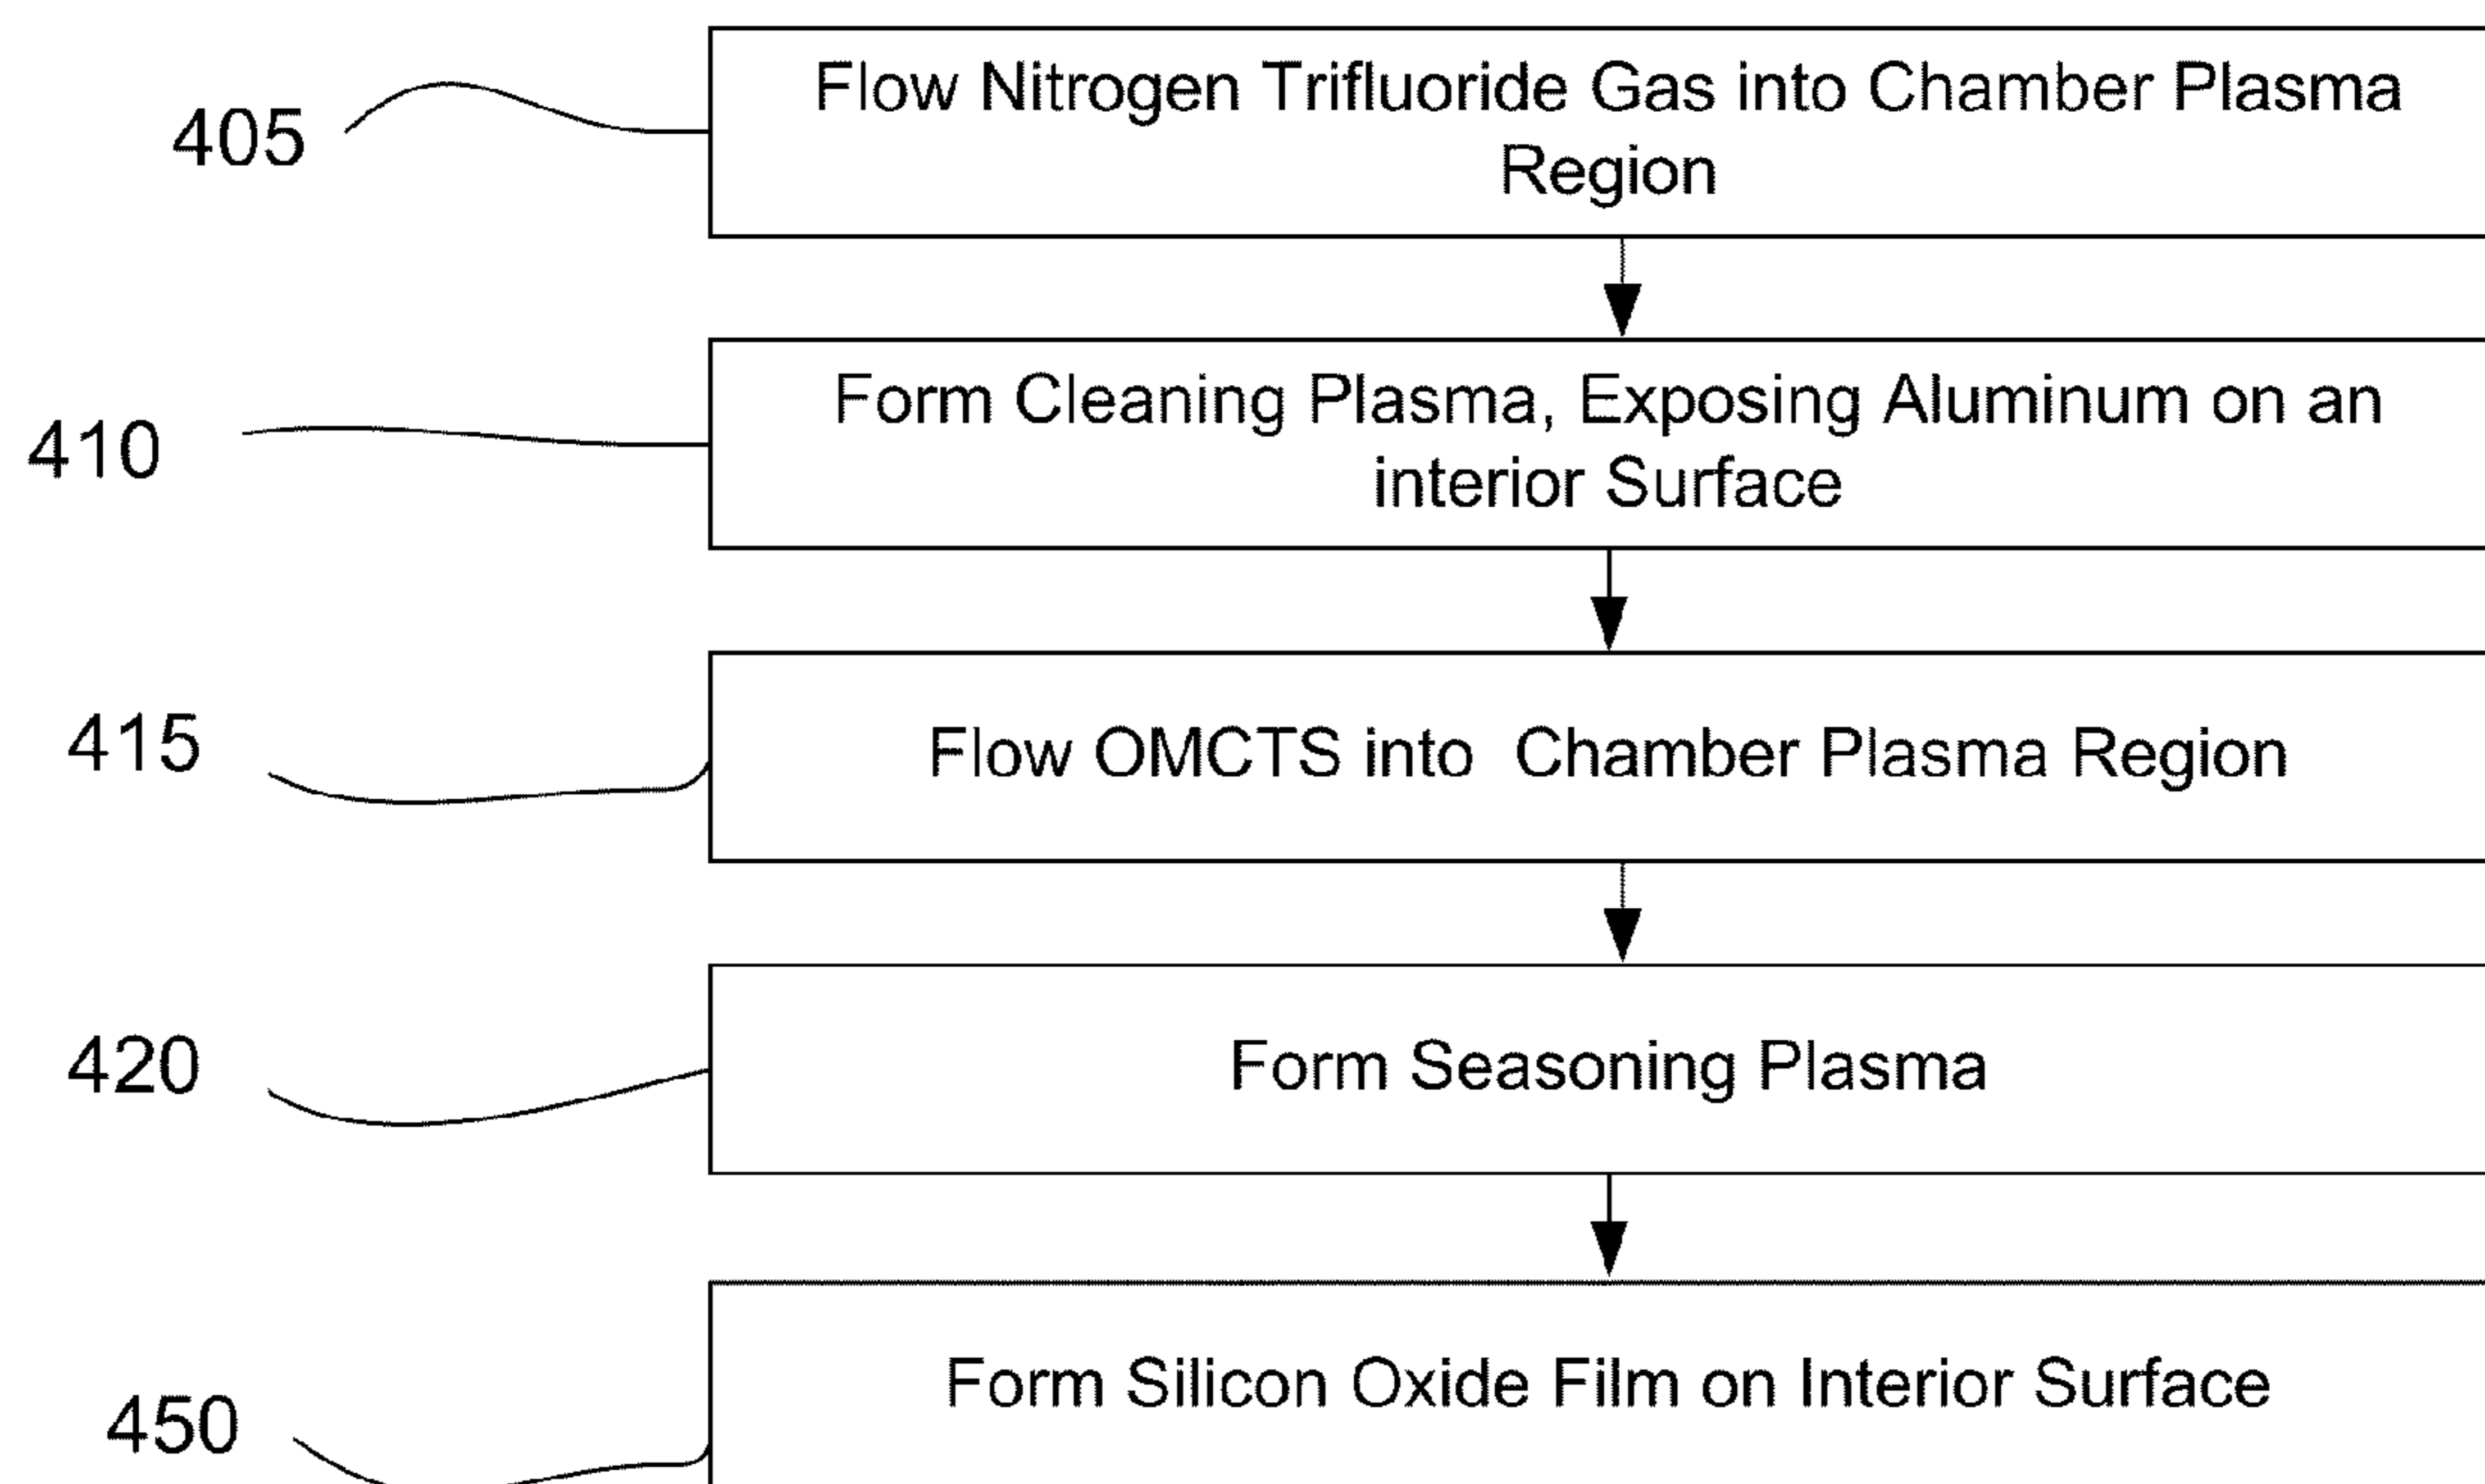 405
Flow Nitrogen Trifluoride Gas into Chamber Plasma
Region
410
Form Cleaning Plasma, Exposing Aluminum on an
interior Surface
415
Flow OMCTS into Chamber Plasma Region
420
Form Seasoning Plasma
450
Form Silicon Oxide Film on Interior Surface